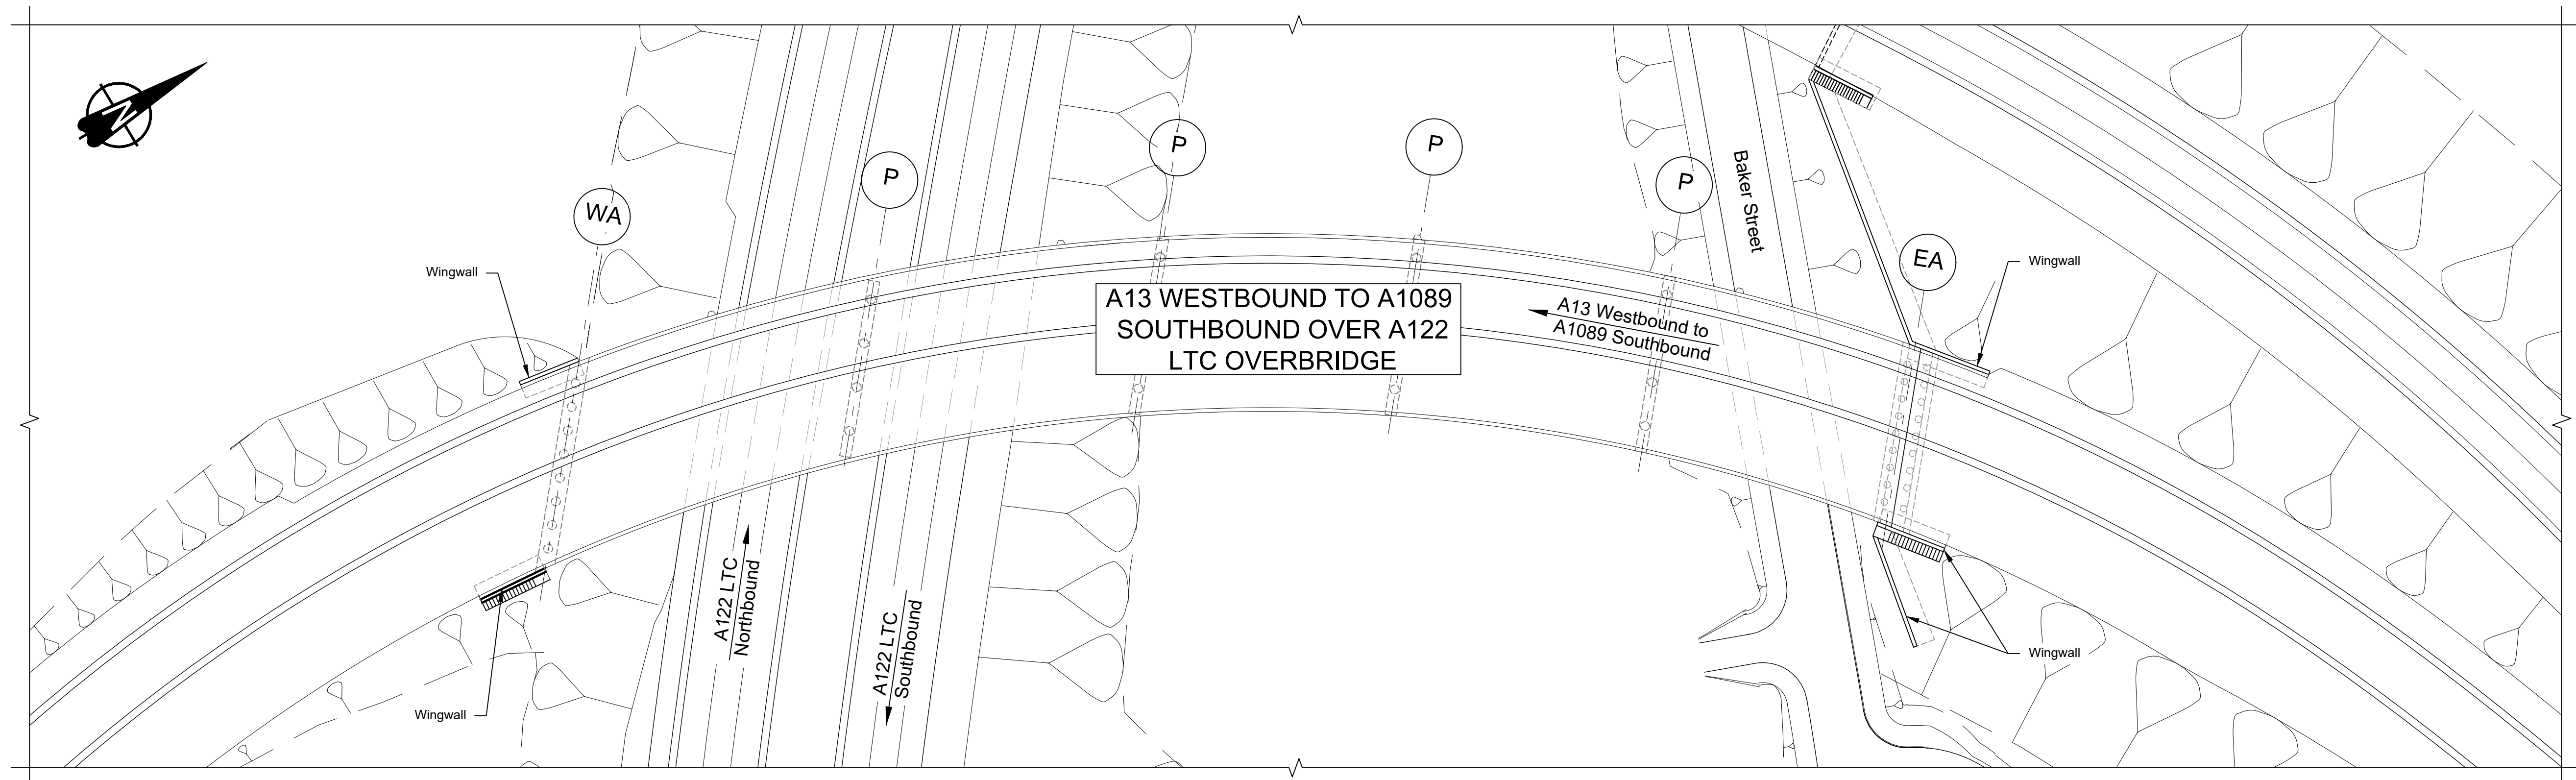 N
P
P
P
P
WA
EA
Baker Street
Wingwall
Wingwall
A13 WESTBOUND TO A1089
SOUTHBOUND OVER A122
LTC OVERBRIDGE
A13 Westbound to
A1089 Southbound
A122 LTC
Northbound
A122 LTC
Southbound
Wingwall
Wingwall